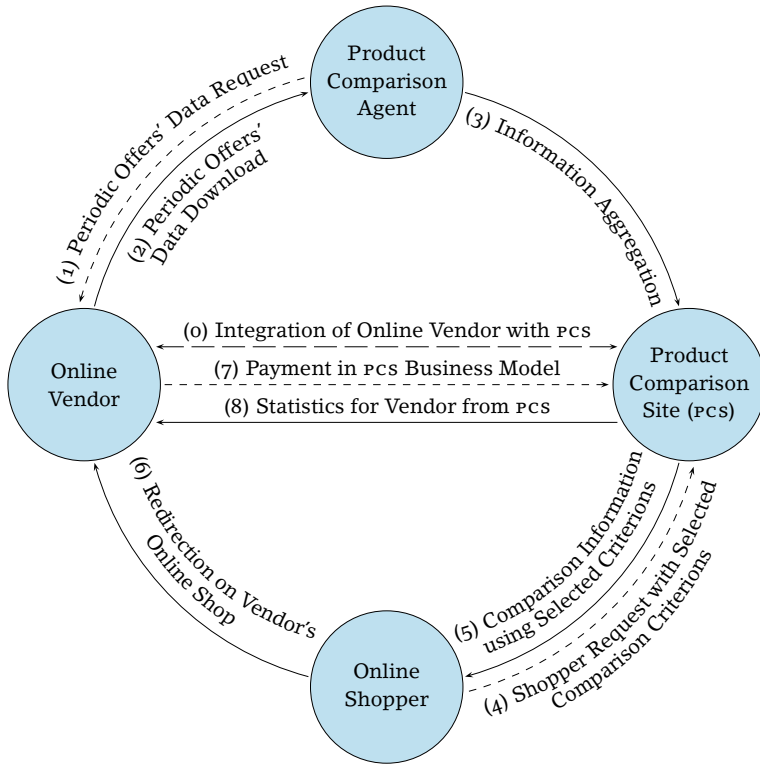 Product
Comparison
Agent
(1) Periodic Offers' Data Request
(2) Periodic Offers'
Data Download
(3) Information Aggregation
Online
Vendor
(0) Integration of Online Vendor with PCS
(7) Payment in PCS Business Model
(8) Statistics for Vendor from PCS
Product
Comparison
Site (PCS)
(6) Redirection on Vendor's
Online Shop
(5) Comparison Information
using Selected Criterions
(4) Shopper Request with Selected
Comparison Criterions
Online
Shopper